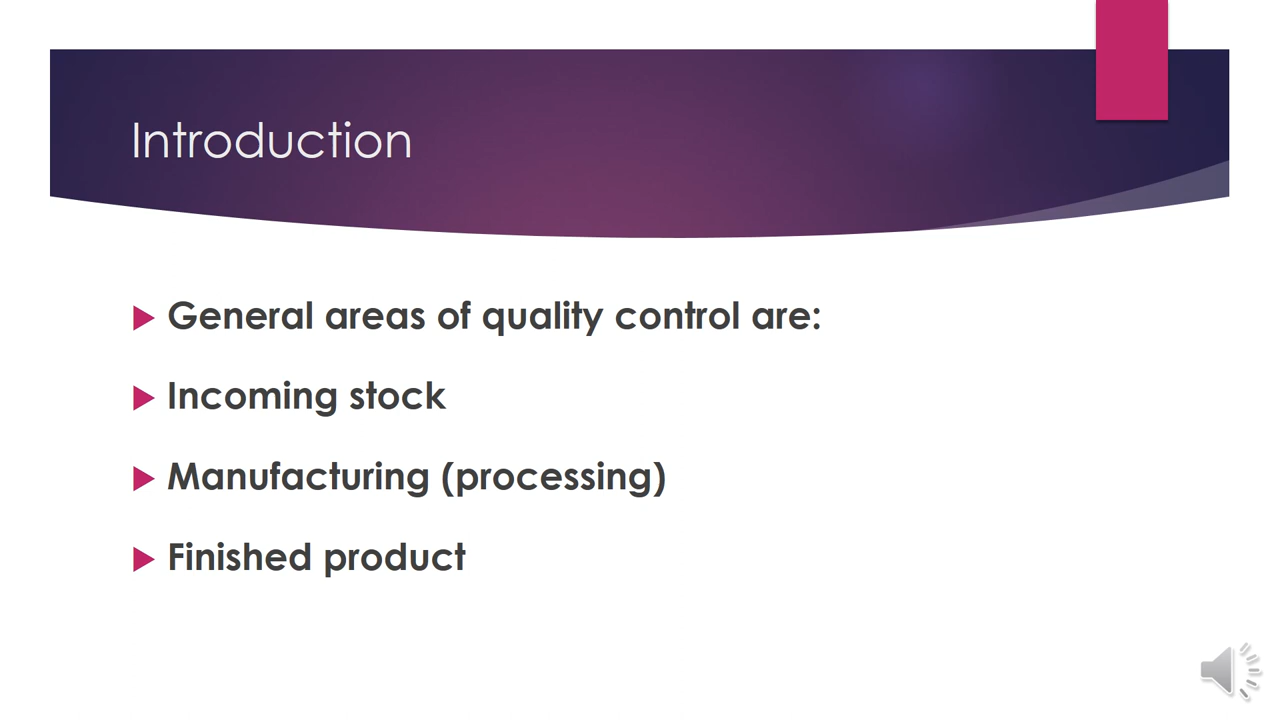 Introduction
General areas of quality control are:
Incoming stock
Manufacturing (processing)
Finished product